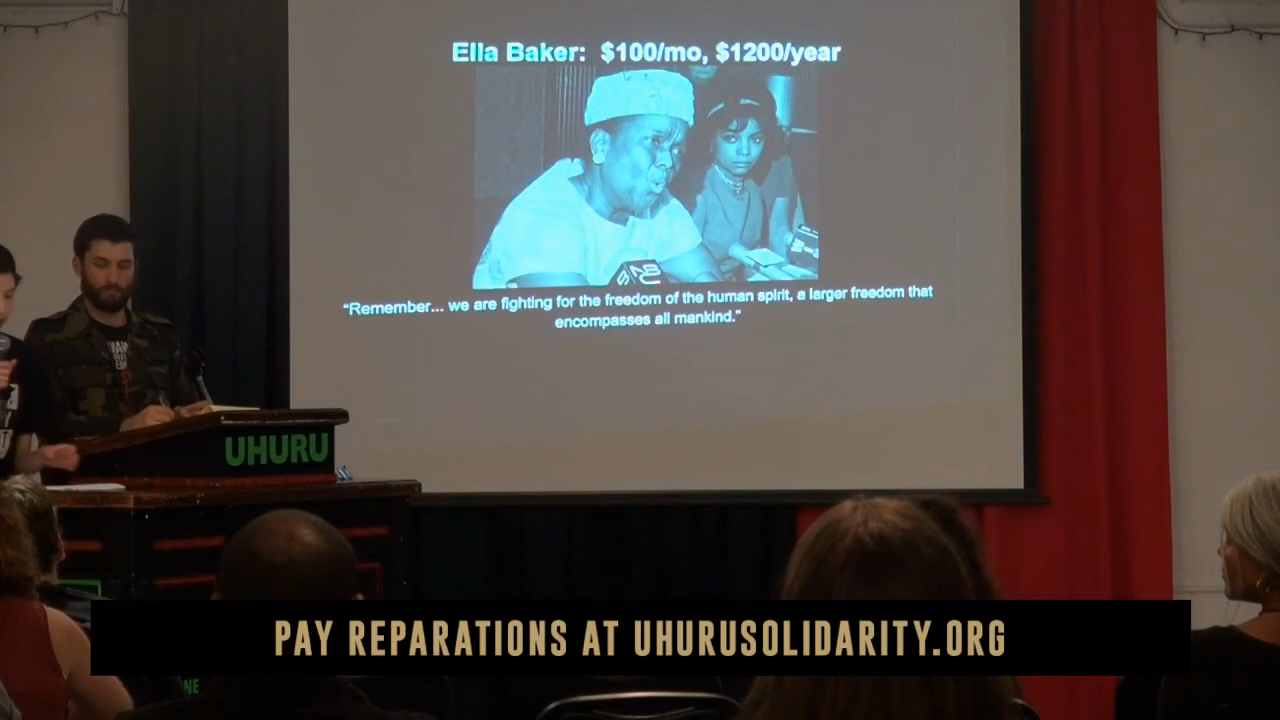 Ella Baker: $100/mo, $1200/year
"Remember... we are fighting for the freedom of the human spirit, a larger freedom that
encompasses all mankind."
UHURU
PAY REPARATIONS AT UHURUSOLIDARITY.ORG
NE